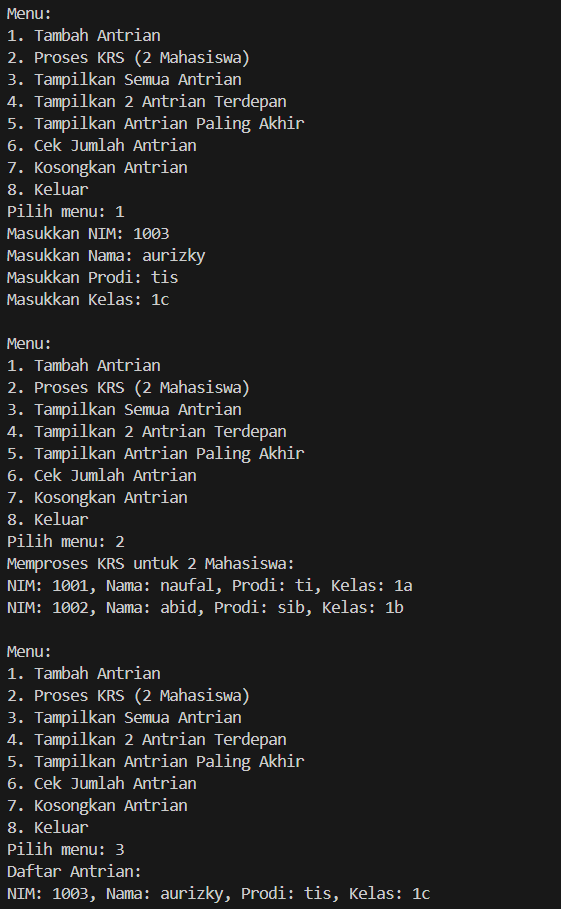 Menu:
1. Tambah Antrian
2. Proses KRS (2 Mahasiswa)
3. Tampilkan Semua Antrian
4. Tampilkan 2 Antrian Terdepan
5. Tampilkan Antrian Paling Akhir
6. Cek Jumlah Antrian
7. Kosongkan Antrian
8. Keluar
Pilih menu: 1
Masukkan NIM: 1003
Masukkan Nama: aurizky
Masukkan Prodi: tis
Masukkan Kelas: 1c

Menu:
1. Tambah Antrian
2. Proses KRS (2 Mahasiswa)
3. Tampilkan Semua Antrian
4. Tampilkan 2 Antrian Terdepan
5. Tampilkan Antrian Paling Akhir
6. Cek Jumlah Antrian
7. Kosongkan Antrian
8. Keluar
Pilih menu: 2
Memproses KRS untuk 2 Mahasiswa:
NIM: 1001, Nama: naufal, Prodi: ti, Kelas: 1a
NIM: 1002, Nama: abid, Prodi: sib, Kelas: 1b

Menu:
1. Tambah Antrian
2. Proses KRS (2 Mahasiswa)
3. Tampilkan Semua Antrian
4. Tampilkan 2 Antrian Terdepan
5. Tampilkan Antrian Paling Akhir
6. Cek Jumlah Antrian
7. Kosongkan Antrian
8. Keluar
Pilih menu: 3
Daftar Antrian:
NIM: 1003, Nama: aurizky, Prodi: tis, Kelas: 1c